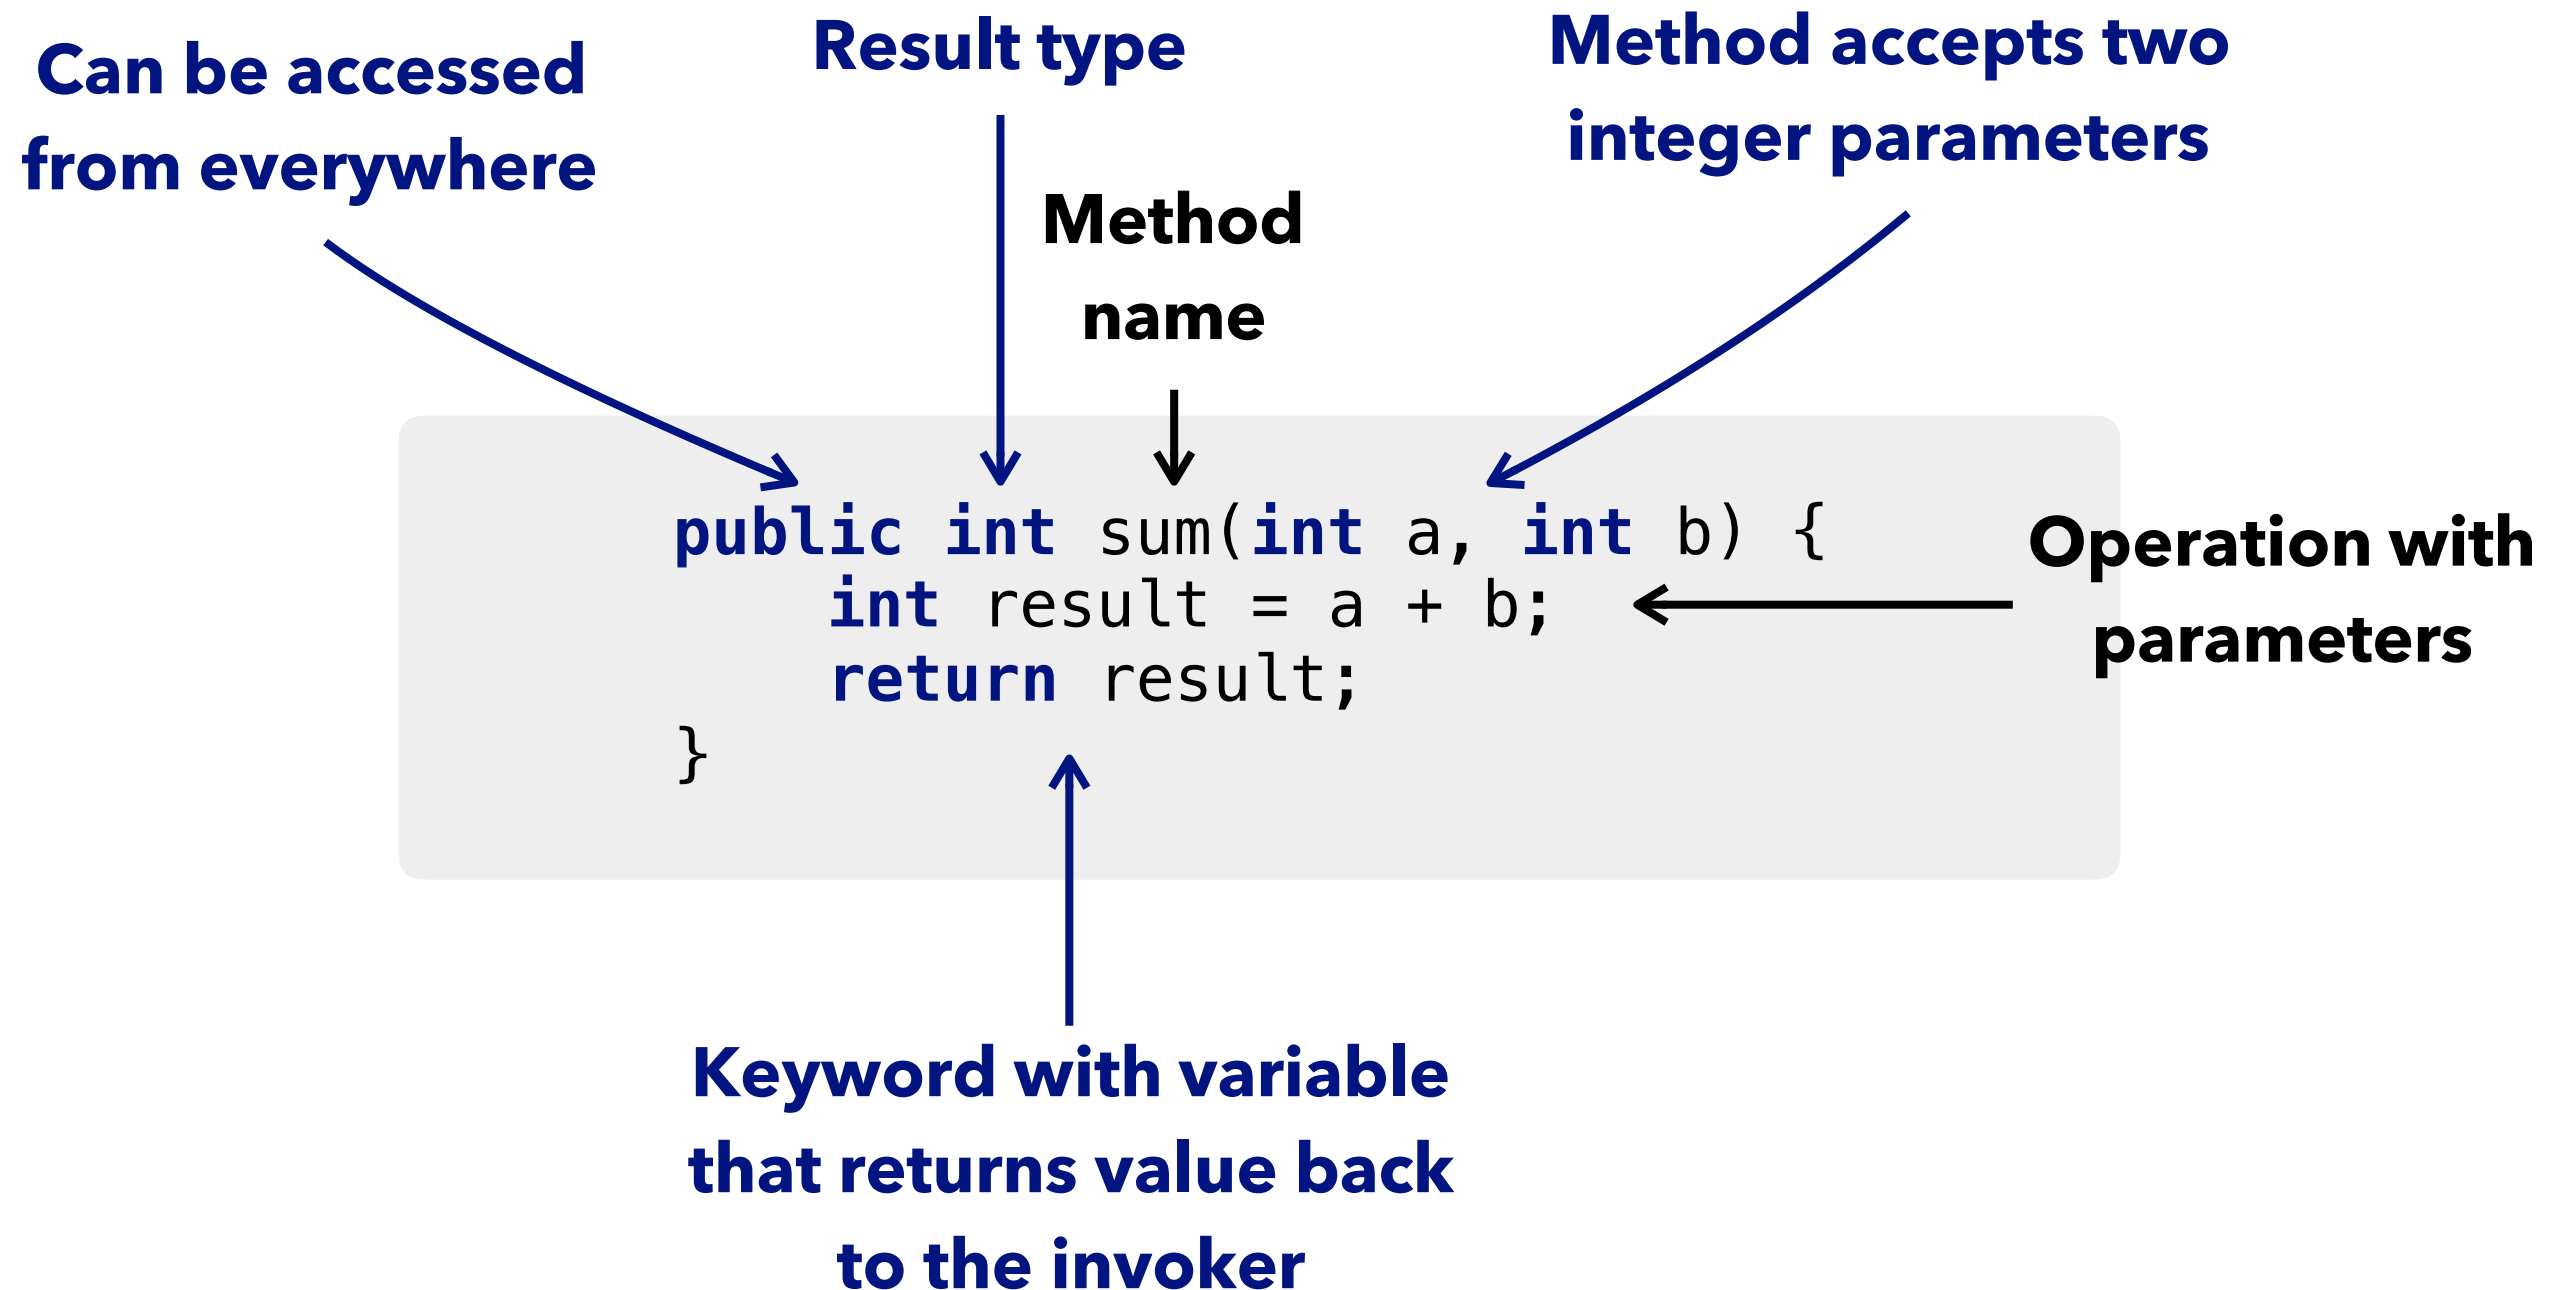 Can be accessed
from everywhere
Result type
Method accepts two
integer parameters
Method
name
public int sum(int a, int b) {
int result = a + b;
return result;
}
Operation with
parameters
Keyword with variable
that returns value back
to the invoker